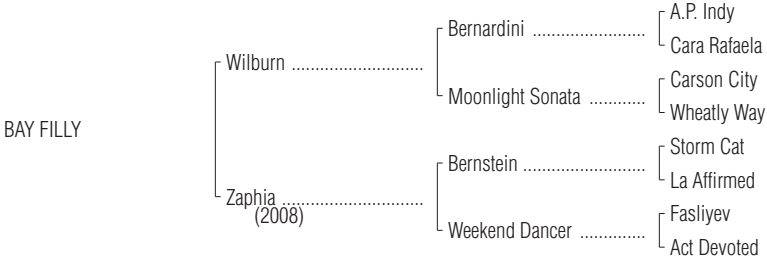 A.P. Indy
Bernardini ........................
Cara Rafaela
Wilburn ............................
Carson City
Moonlight Sonata ............
Wheatly Way
BAY FILLY
Storm Cat
Bernstein ..........................
La Affirmed
Zaphia ..............................
(2008)
Fasliyev
Weekend Dancer ..............
Act Devoted